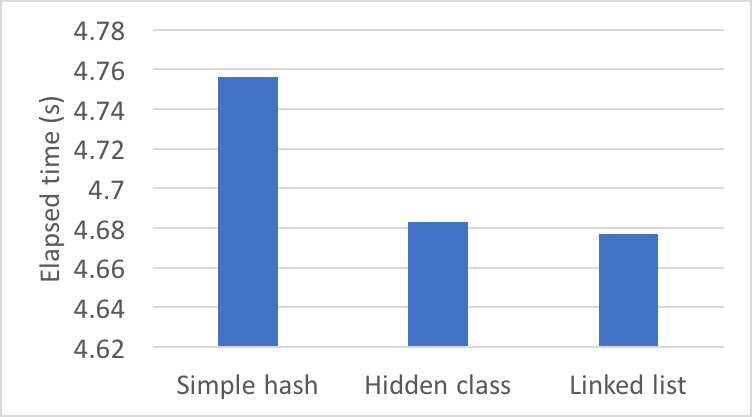 Elapsed time (s)
4.78
4.76
4.74
4.72
4.7
4.68
4.66
4.64
4.62
Simple hash
Hidden class
Linked list